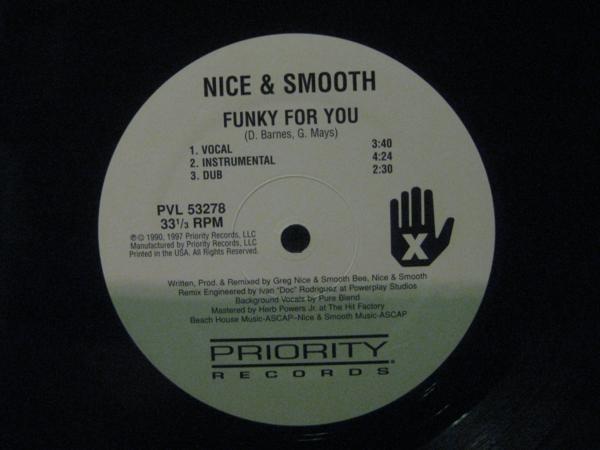 NICE & SMOOTH
FUNKY FOR YOU
(D. Barnes, G. Mays)
1. VOCAL 3:40
2. INSTRUMENTAL 4:24
3. DUB 2:30
PVL 53278
33 1/3 RPM
℗© 1990, 1997 Priority Records, LLC
Manufactured by Priority Records, LLC
Printed in the USA. All Rights Reserved.
X
Written, Prod. & Remixed by Greg Nice & Smooth Bee, Nice & Smooth
Remix Engineered by Ivan "Doc" Rodriguez at Powerplay Studios
Background Vocals by Pure Blend
Mastered by Herb Powers Jr. at The Hit Factory
Beach House Music-ASCAP–Nice & Smooth Music-ASCAP
PRIORITY
RECORDS